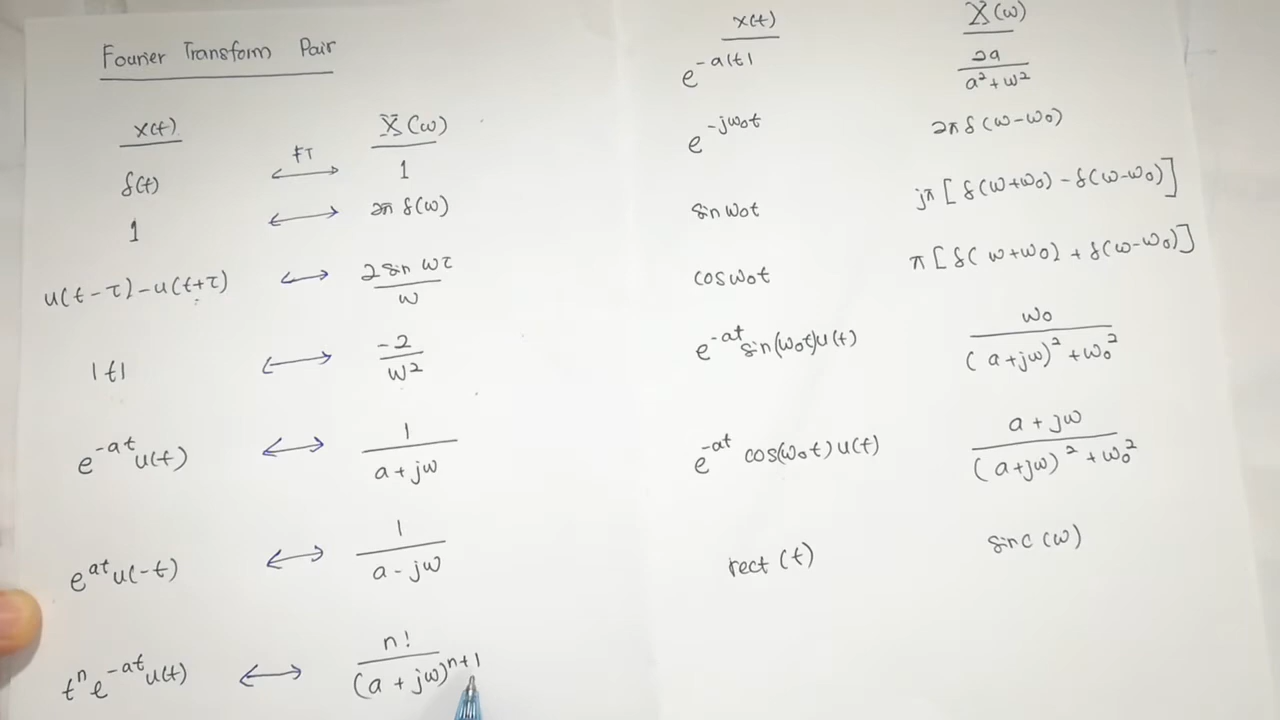 Fourier Transform Pair
x(t) X(ω)
δ(t) FT 1
1 2π δ(ω)
u(t-τ)-u(t+τ) 2 sin ωτ / ω
|t| -2 / ω²
e^-at u(t) 1 / a+jω
e^at u(-t) 1 / a-jω
t^n e^-at u(t) n! / (a+jω)^n+1
x(t) X(ω)
e^-a|t| 2a / a²+ω²
e^-jω₀t 2π δ(ω-ω₀)
sin ω₀t jπ[δ(ω+ω₀) - δ(ω-ω₀)]
cos ω₀t π[δ(ω+ω₀) + δ(ω-ω₀)]
e^-at sin(ω₀t)u(t) ω₀ / (a+jω)²+ω₀²
e^-at cos(ω₀t)u(t) a+jω / (a+jω)²+ω₀²
rect(t) sinc(ω)